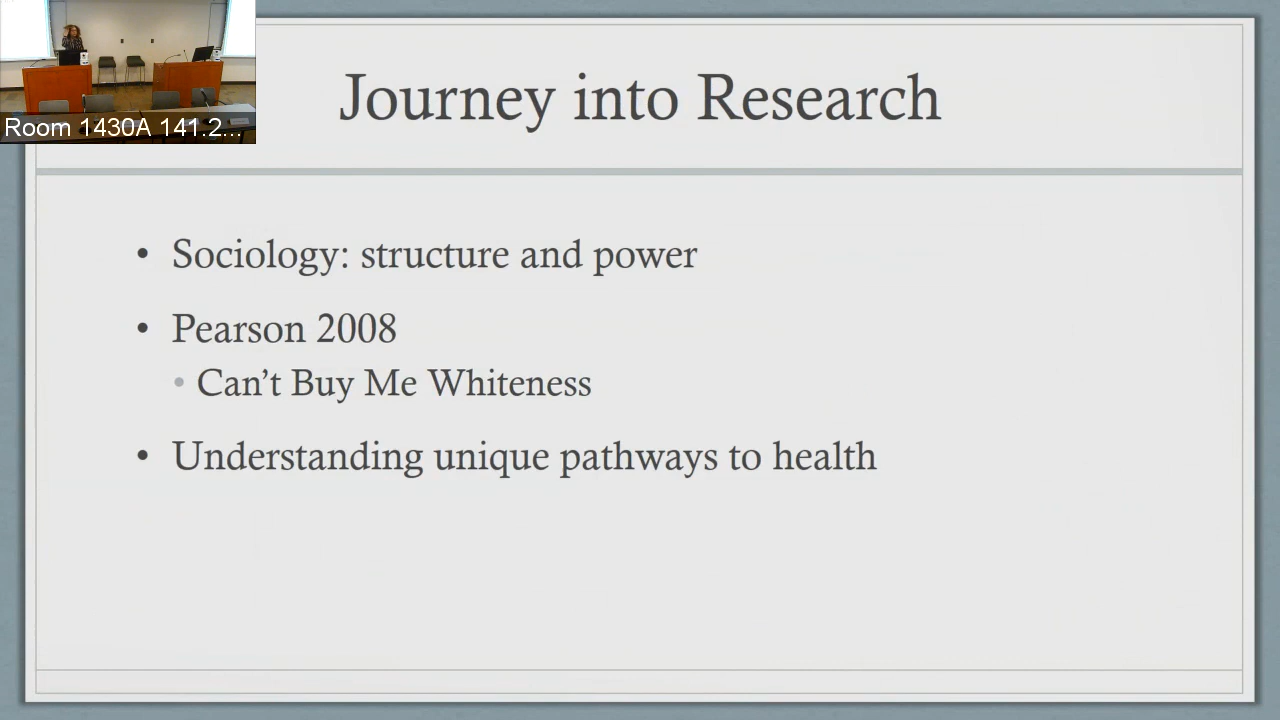 Journey into Research
Room 1430A 141.2...
• Sociology: structure and power
• Pearson 2008
• Can’t Buy Me Whiteness
• Understanding unique pathways to health